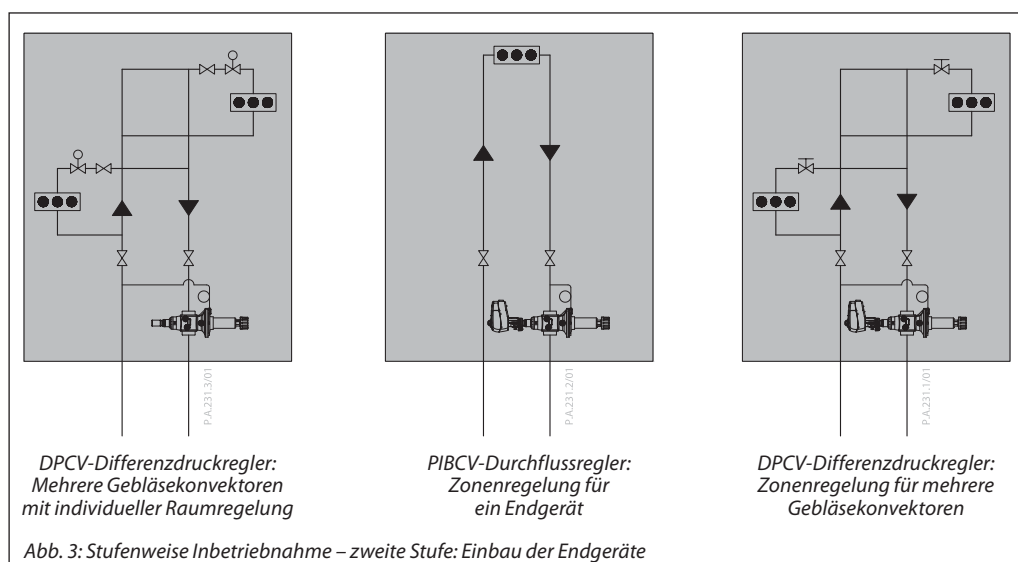 P.A.231.3/01
P.A.231.2/01
P.A.231.1/01
DPCV-Differenzdruckregler:
Mehrere Gebläsekonvektoren
mit individueller Raumregelung
PIBCV-Durchflussregler:
Zonenregelung für
ein Endgerät
DPCV-Differenzdruckregler:
Zonenregelung für mehrere
Gebläsekonvektoren
Abb. 3: Stufenweise Inbetriebnahme – zweite Stufe: Einbau der Endgeräte